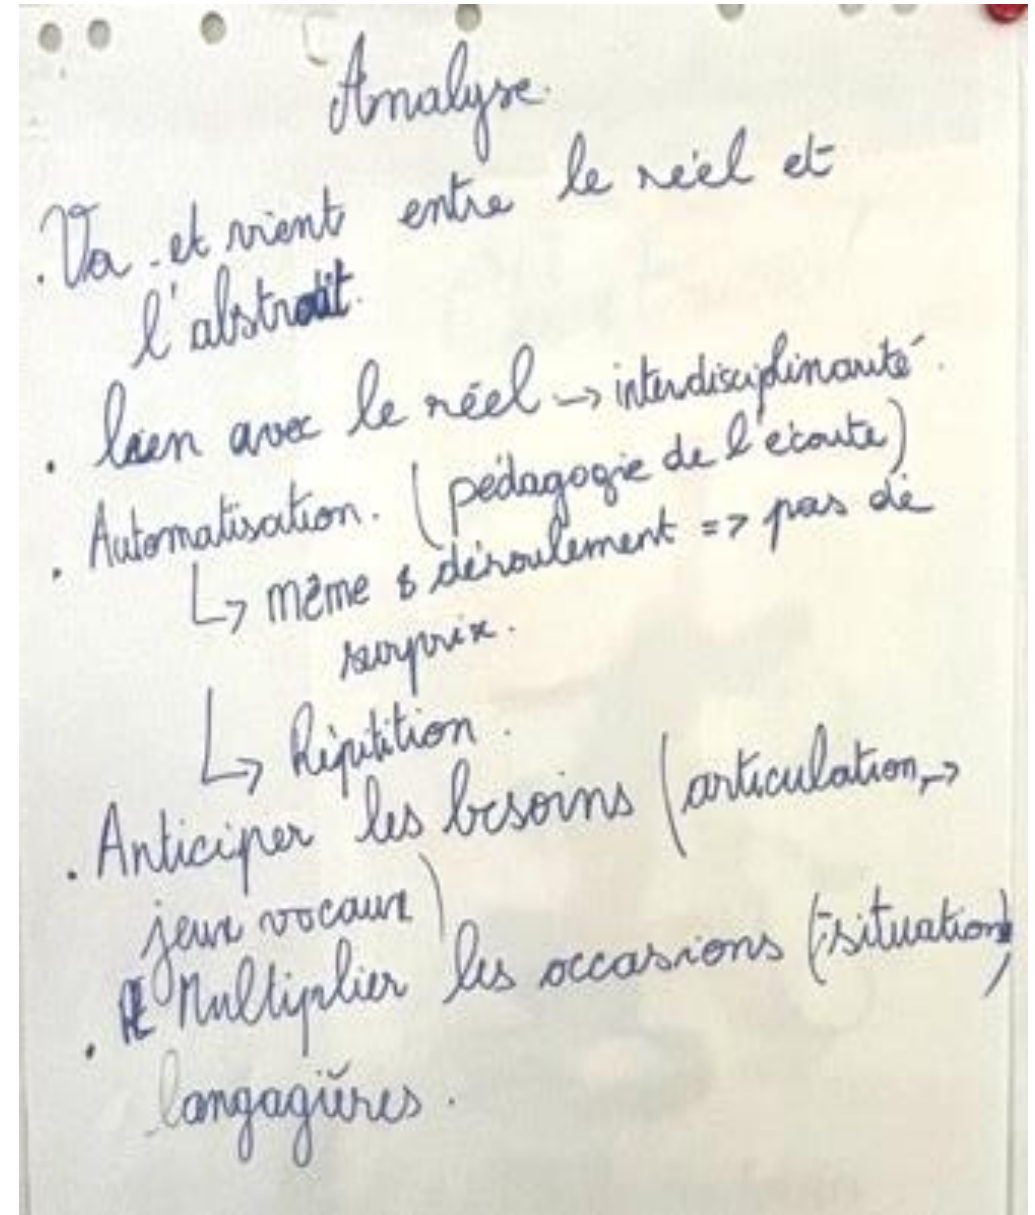 Analyse.
. Va et vient entre le réel et
l'abstrait.
. lien avec le réel → interdisciplinarité.
. Automatisation. (pédagogie de l'écoute)
↳ même déroulement => pas de
surprise.
↳ Répitition.
. Anticiper les besoins (articulation, →
jeux vocaux)
. Multiplier les occasions (situations)
langagières.